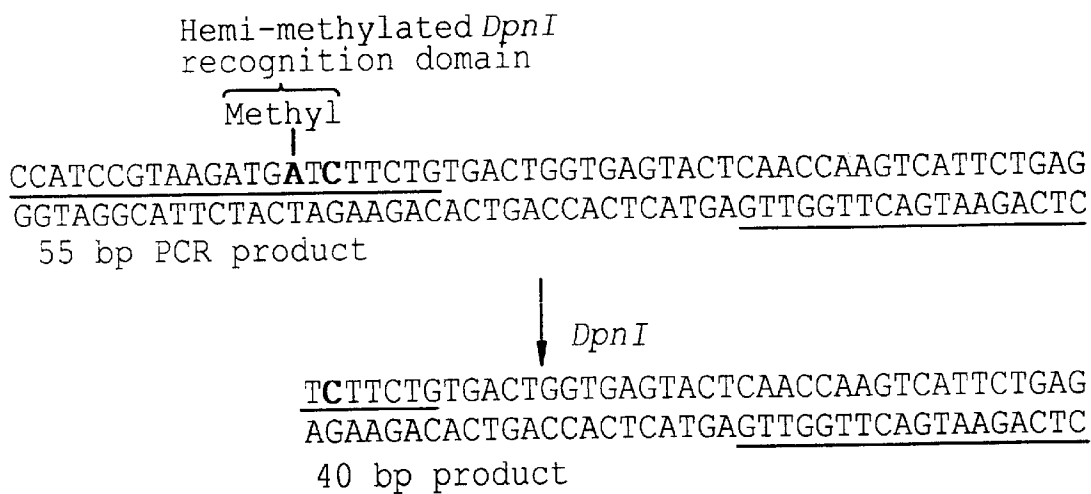 Hemi-methylated DpnI
recognition domain
Methyl
CCATCCGTAAGATGATCTTCTGTGACTGGTGAGTACTCAACCAAGTCATTCTGAG
GGTAGGCATTCTACTAGAAGACACTGACCACTCATGAGTTGGTTCAGTAAGACTC
55 bp PCR product
DpnI
TCTTCTGTGACTGGTGAGTACTCAACCAAGTCATTCTGAG
AGAAGACACTGACCACTCATGAGTTGGTTCAGTAAGACTC
40 bp product